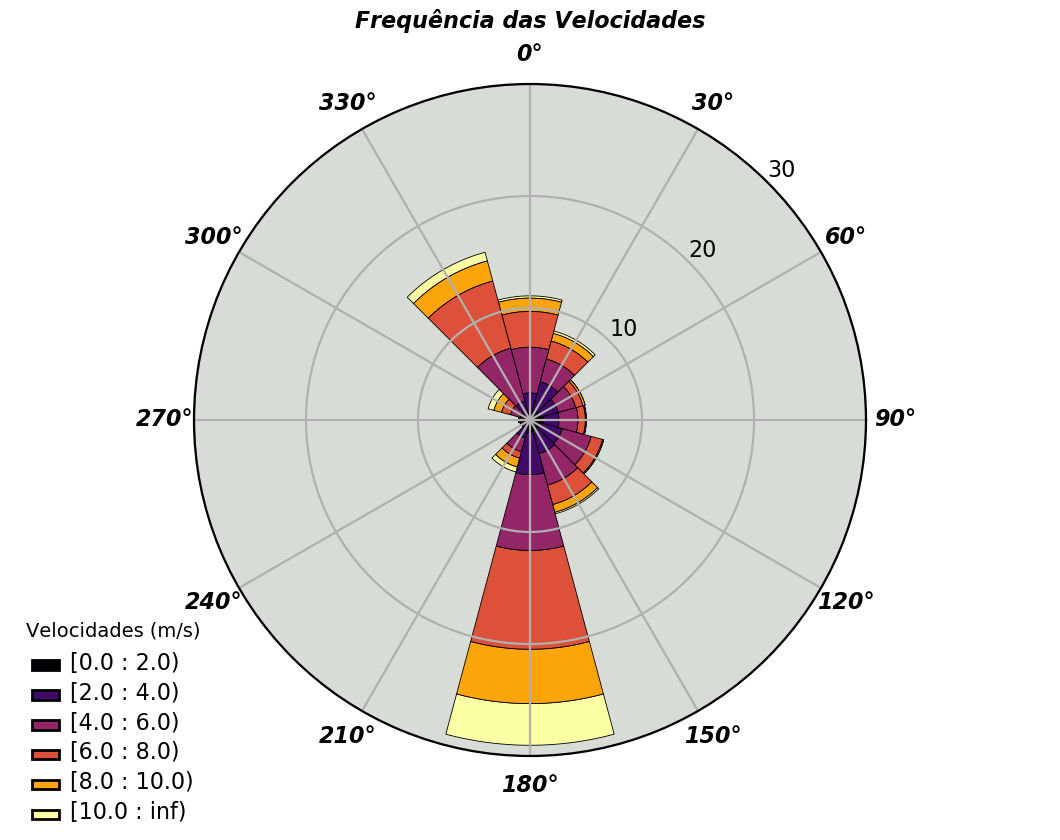 Frequência das Velocidades
0°
330°
30°
30
300°
60°
20
10
270°
90°
240°
120°
210°
150°
180°
Velocidades (m/s)
[0.0 : 2.0)
[2.0 : 4.0)
[4.0 : 6.0)
[6.0 : 8.0)
[8.0 : 10.0)
[10.0 : inf)